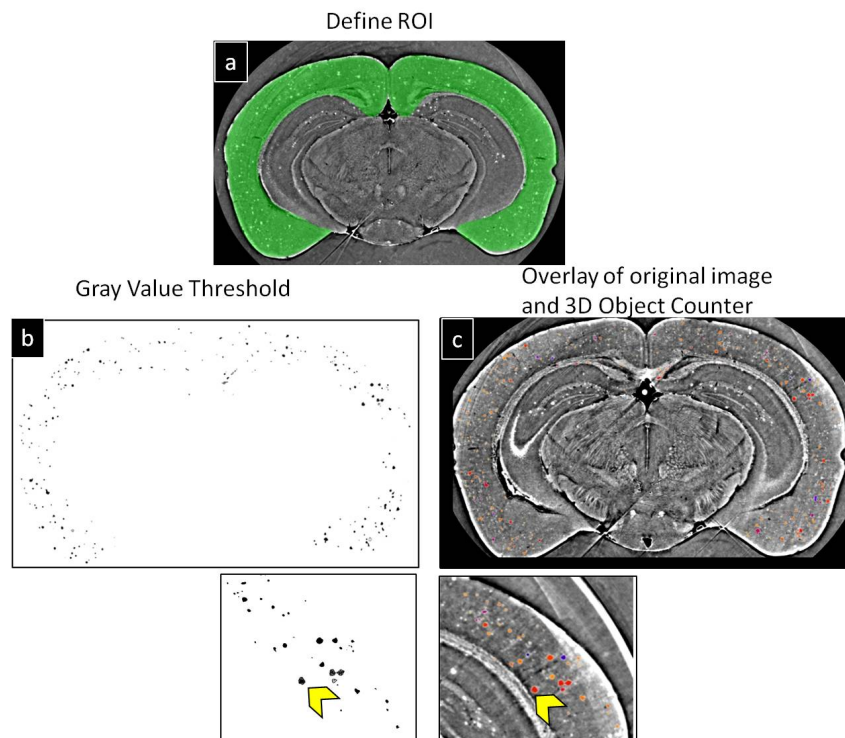 Define ROI
a
Gray Value Threshold
Overlay of original image
and 3D Object Counter
b
c